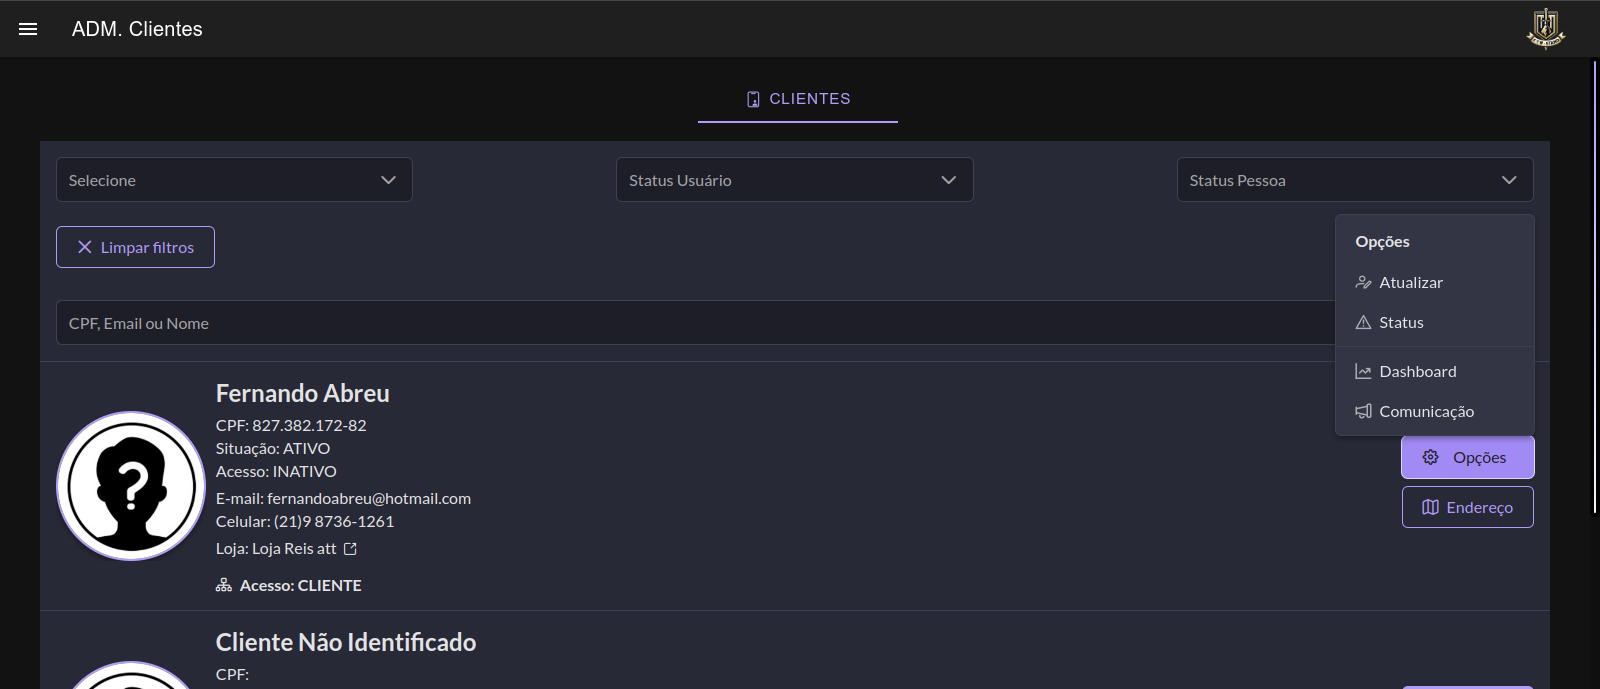 ADM. Clientes
CLIENTES
Selecione
Status Usuário
Status Pessoa
Limpar filtros
CPF, Email ou Nome
Opções
Atualizar
Status
Dashboard
Comunicação
Fernando Abreu
CPF: 827.382.172-82
Situação: ATIVO
Acesso: INATIVO
E-mail: fernandoabreu@hotmail.com
Celular: (21)9 8736-1261
Loja: Loja Reis att
Acesso: CLIENTE
Opções
Endereço
Cliente Não Identificado
CPF: